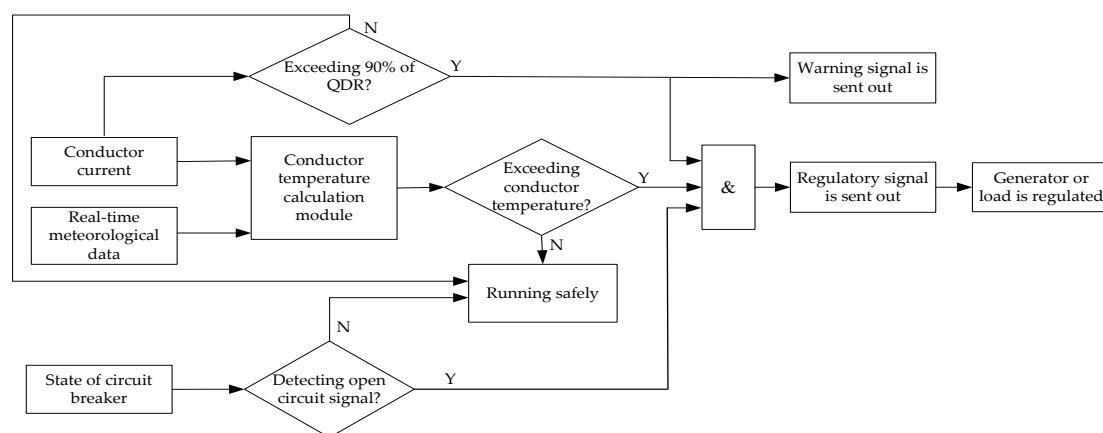 N
Exceeding 90% of
QDR?
Y
Warning signal is
sent out
Conductor
current
Conductor
temperature
calculation
module
Exceeding
conductor
temperature?
Y
&
Regulatory signal
is sent out
Generator or
load is regulated
Real-time
meteorological
data
N
Running safely
N
State of circuit
breaker
Detecting open
circuit signal?
Y